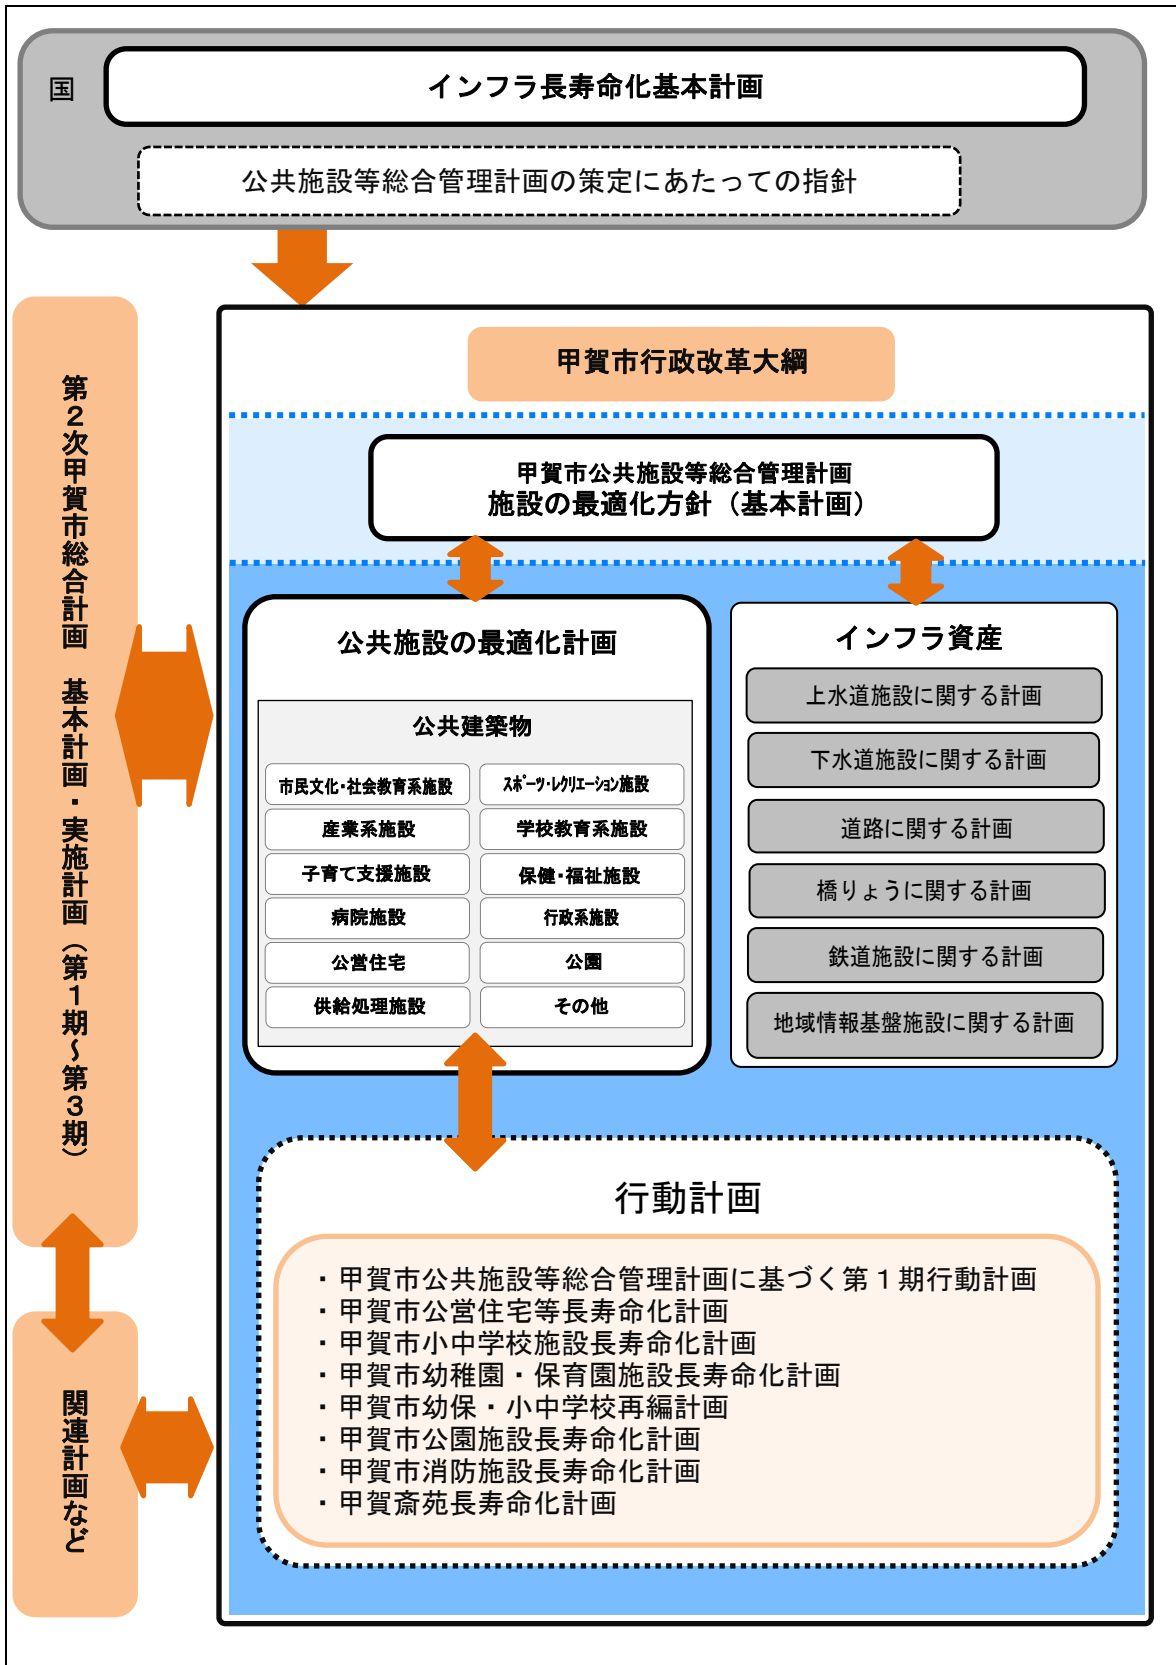 国
インフラ長寿命化基本計画
公共施設等総合管理計画の策定にあたっての指針
第2次甲賀市総合計画　基本計画・実施計画（第1期～第3期）
関連計画など
甲賀市行政改革大綱
甲賀市公共施設等総合管理計画
施設の最適化方針（基本計画）
公共施設の最適化計画
公共建築物
市民文化・社会教育系施設
スポーツ・レクリエーション施設
産業系施設
学校教育系施設
子育て支援施設
保健・福祉施設
病院施設
行政系施設
公営住宅
公園
供給処理施設
その他
インフラ資産
上水道施設に関する計画
下水道施設に関する計画
道路に関する計画
橋りょうに関する計画
鉄道施設に関する計画
地域情報基盤施設に関する計画
行動計画
・甲賀市公共施設等総合管理計画に基づく第1期行動計画
・甲賀市公営住宅等長寿命化計画
・甲賀市小中学校施設長寿命化計画
・甲賀市幼稚園・保育園施設長寿命化計画
・甲賀市幼保・小中学校再編計画
・甲賀市公園施設長寿命化計画
・甲賀市消防施設長寿命化計画
・甲賀斎苑長寿命化計画